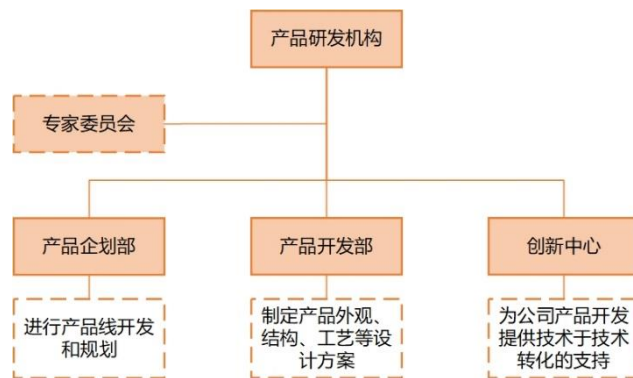 产品研发机构
专家委员会
产品企划部
产品开发部
创新中心
进行产品线开发
和规划
制定产品外观、
结构、工艺等设
计方案
为公司产品开发
提供技术于技术
转化的支持